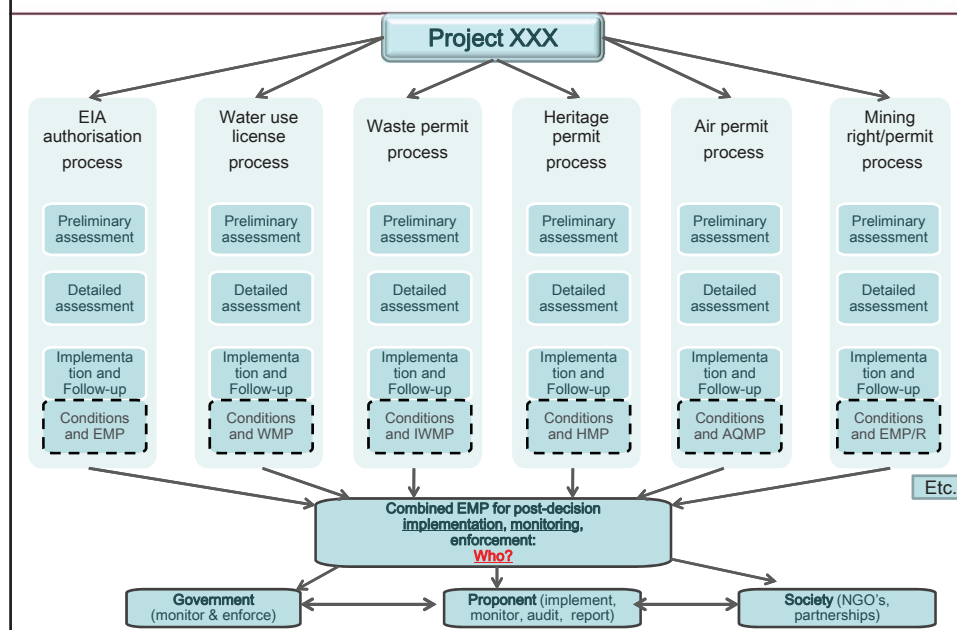 Project XXX
EIA
authorisation
process
Preliminary
assessment
Detailed
assessment
Implementa
tion and
Follow-up
Conditions
and EMP
Water use
license
process
Preliminary
assessment
Detailed
assessment
Implementa
tion and
Follow-up
Conditions
and WMP
Waste permit
process
Preliminary
assessment
Detailed
assessment
Implementa
tion and
Follow-up
Conditions
and IWMP
Heritage
permit
process
Preliminary
assessment
Detailed
assessment
Implementa
tion and
Follow-up
Conditions
and HMP
Air permit
process
Preliminary
assessment
Detailed
assessment
Implementa
tion and
Follow-up
Conditions
and AQMP
Mining
right/permit
process
Preliminary
assessment
Detailed
assessment
Implementa
tion and
Follow-up
Conditions
and EMP/R
Etc.
Combined EMP for post-decision
implementation, monitoring,
enforcement:
Who?
Government
(monitor & enforce)
Proponent (implement,
monitor, audit, report)
Society (NGO's,
partnerships)